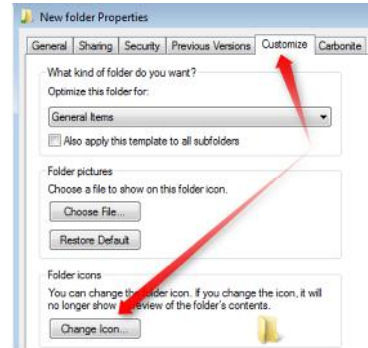 New folder Properties
General Sharing Security Previous Versions Customize Carbonite
What kind of folder do you want?
Optimize this folder for:
General Items
Also apply this template to all subfolders
Folder pictures
Choose a file to show on this folder icon.
Choose File...
Restore Default
Folder icons
You can change the folder icon. If you change the icon, it will
no longer show a preview of the folder's contents.
Change Icon...